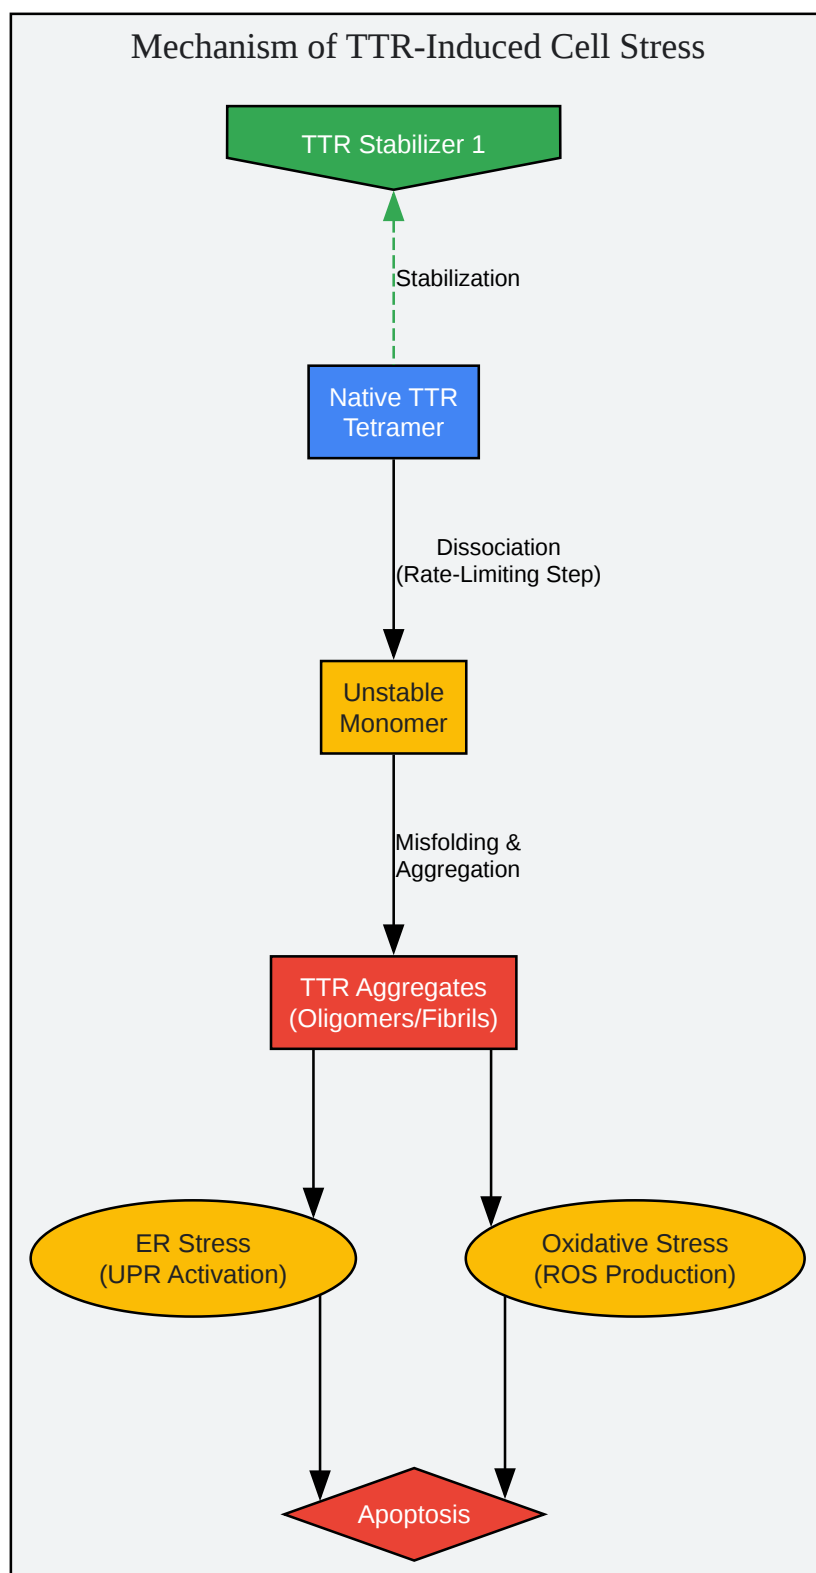 Mechanism of TTR-Induced Cell Stress
TTR Stabilizer 1
Stabilization
Native TTR
Tetramer
Dissociation
(Rate-Limiting Step)
Unstable
Monomer
Misfolding &
Aggregation
TTR Aggregates
(Oligomers/Fibrils)
ER Stress
(UPR Activation)
Oxidative Stress
(ROS Production)
Apoptosis